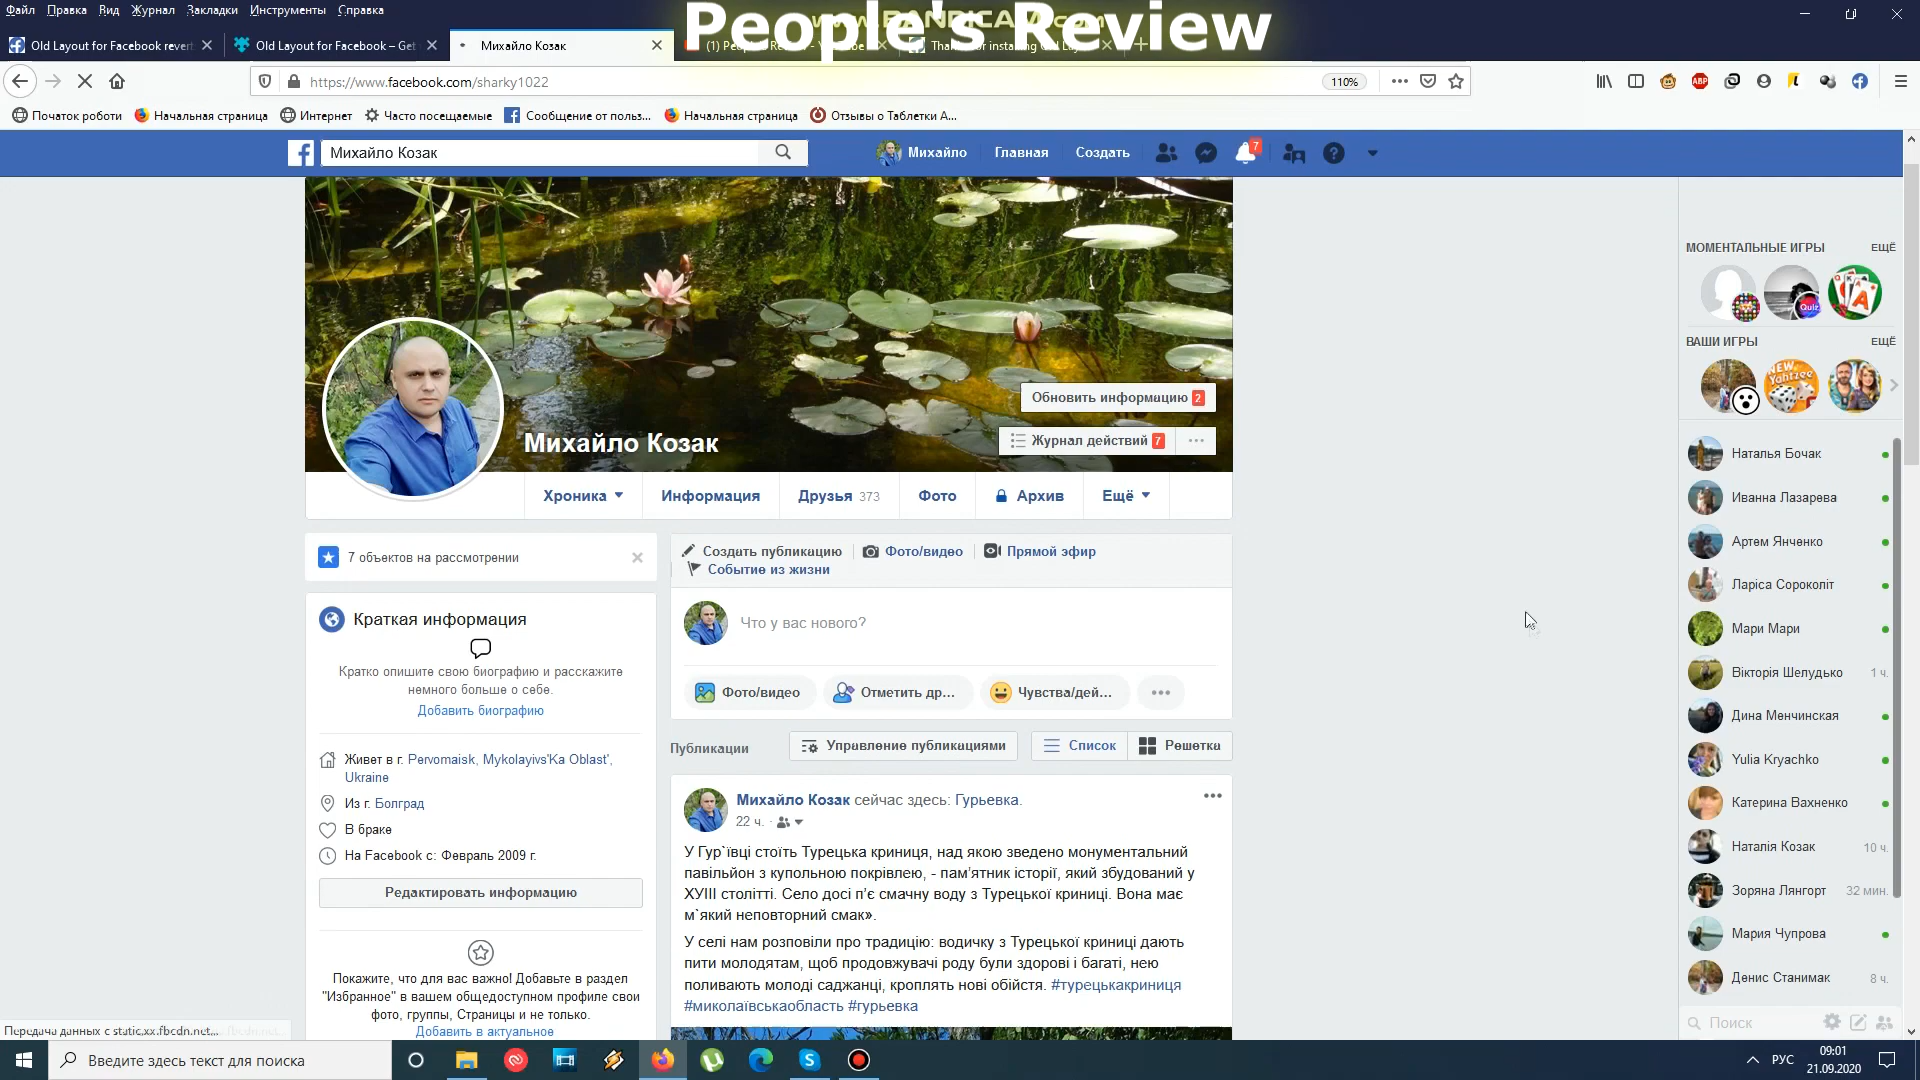 Файл Правка Вид Журнал Закладки Инструменты Справка
People's Review
Old Layout for Facebook revert
Old Layout for Facebook – Get
Михайло Козак
https://www.facebook.com/sharky1022
110%
Початок роботи
Начальная страница
Интернет
Часто посещаемые
Сообщение от польз...
Начальная страница
Отзывы о Таблетки А...
Михайло Козак
Михайло
Главная
Создать
7
МОМЕНТАЛЬНЫЕ ИГРЫ ЕЩЁ
Quiz
ВАШИ ИГРЫ ЕЩЁ
NEW
Yahtzee
Обновить информацию 2
Журнал действий 7
Михайло Козак
Хроника
Информация
Друзья 373
Фото
Архив
Ещё
7 объектов на рассмотрении
Краткая информация
Кратко опишите свою биографию и расскажите
немного больше о себе.
Добавить биографию
Живет в г. Pervomaisk, Mykolayivs'Ka Oblast',
Ukraine
Из г. Болград
В браке
На Facebook с: Февраль 2009 г.
Редактировать информацию
Покажите, что для вас важно! Добавьте в раздел
"Избранное" в вашем общедоступном профиле свои
фото, группы, Страницы и не только.
Добавить в актуальное
Создать публикацию
Фото/видео
Прямой эфир
Событие из жизни
Что у вас нового?
Фото/видео
Отметить др...
Чувства/дей...
Публикации
Управление публикациями
Список
Решетка
Михайло Козак сейчас здесь: Гурьевка.
22 ч. ·
У Гур`ївці стоїть Турецька криниця, над якою зведено монументальний
павільйон з купольною покрівлею, - пам’ятник історії, який збудований у
ХУІІІ столітті. Село досі п’є смачну воду з Турецької криниці. Вона має
м`який неповторний смак».
У селі нам розповіли про традицію: водичку з Турецької криниці дають
пити молодятам, щоб продовжувачі роду були здорові і багаті, нею
поливають молоді саджанці, кроплять нові обійстя. #турецькакриниця
#миколаївськаобласть #гурьевка
Наталья Бочак
Иванна Лазарева
Артем Янченко
Ларіса Сороколіт
Мари Мари
Вікторія Шелудько 1 ч.
Дина Менчинская
Yulia Kryachko
Катерина Вахненко
Наталія Козак 10 ч.
Зоряна Лянгорт 32 мин.
Мария Чупрова
Денис Станимак 8 ч.
Поиск
Передача данных с staticxx.fbcdn.net...
Введите здесь текст для поиска
РУС
09:01
21.09.2020